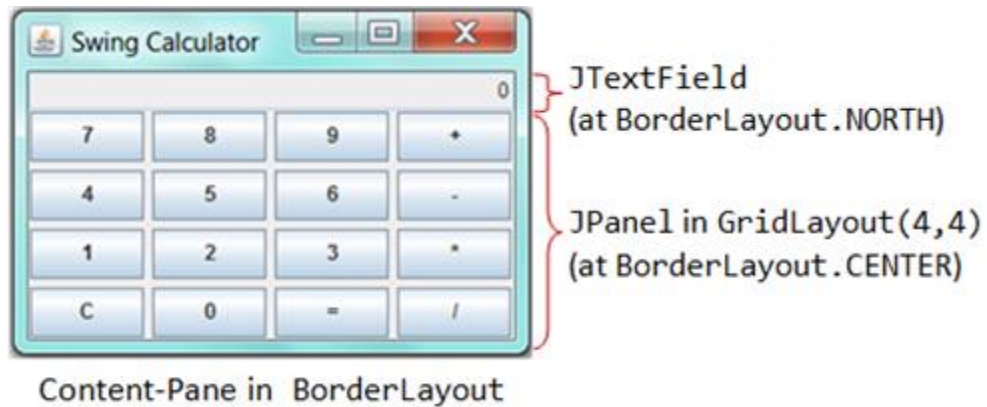 Swing Calculator
0
JTextField
(at BorderLayout.NORTH)
7 8 9 +
4 5 6 -
JPanel in GridLayout(4,4)
(at BorderLayout.CENTER)
1 2 3 *
C 0 = /
Content-Pane in BorderLayout